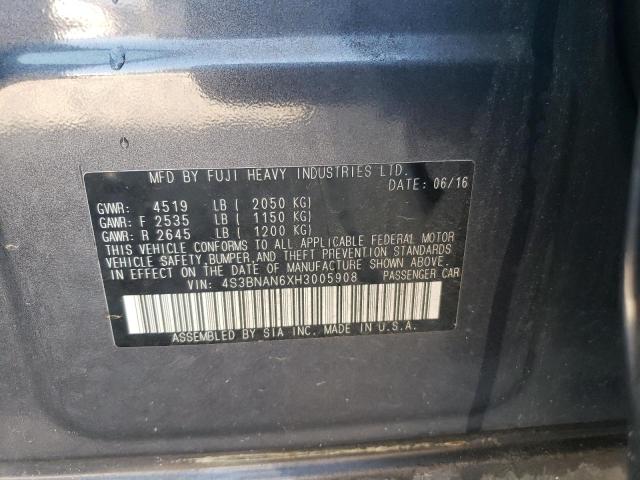 MFD BY FUJI HEAVY INDUSTRIES LTD.
DATE: 06/16
GVWR: 4519 LB ( 2050 KG)
GAWR: F 2535 LB ( 1150 KG)
GAWR: R 2645 LB ( 1200 KG)
THIS VEHICLE CONFORMS TO ALL APPLICABLE FEDERAL MOTOR
VEHICLE SAFETY, BUMPER, AND THEFT PREVENTION STANDARDS
IN EFFECT ON THE DATE OF MANUFACTURE SHOWN ABOVE.
VIN: 4S3BNAN6XH3005908 PASSENGER CAR
ASSEMBLED BY SIA INC. MADE IN U.S.A.